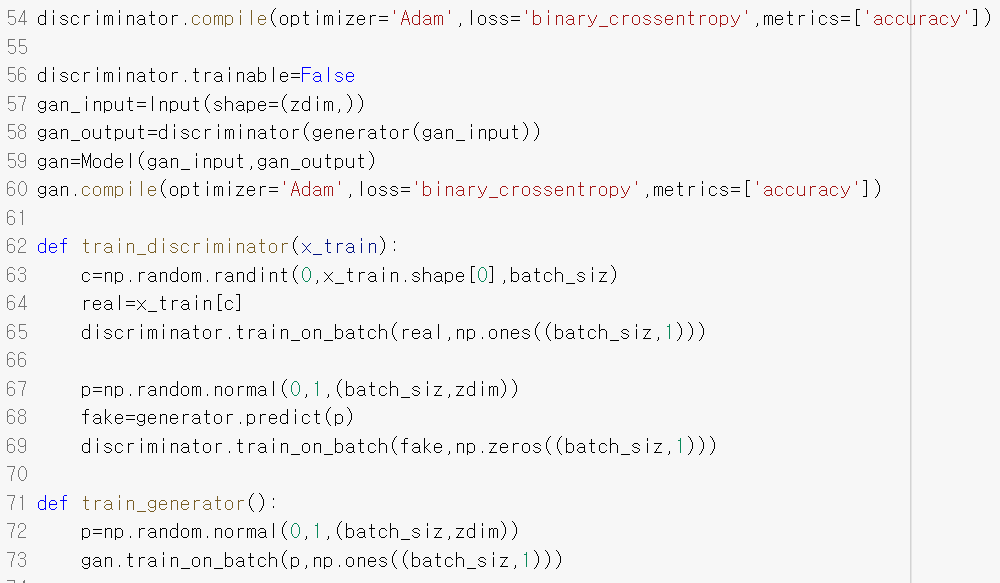 54 discriminator.compile(optimizer='Adam',loss='binary_crossentropy',metrics=['accuracy'])
55
56 discriminator.trainable=False
57 gan_input=Input(shape=(zdim,))
58 gan_output=discriminator(generator(gan_input))
59 gan=Model(gan_input,gan_output)
60 gan.compile(optimizer='Adam',loss='binary_crossentropy',metrics=['accuracy'])
61
62 def train_discriminator(x_train):
63     c=np.random.randint(0,x_train.shape[0],batch_siz)
64     real=x_train[c]
65     discriminator.train_on_batch(real,np.ones((batch_siz,1)))
66
67     p=np.random.normal(0,1,(batch_siz,zdim))
68     fake=generator.predict(p)
69     discriminator.train_on_batch(fake,np.zeros((batch_siz,1)))
70
71 def train_generator():
72     p=np.random.normal(0,1,(batch_siz,zdim))
73     gan.train_on_batch(p,np.ones((batch_siz,1)))